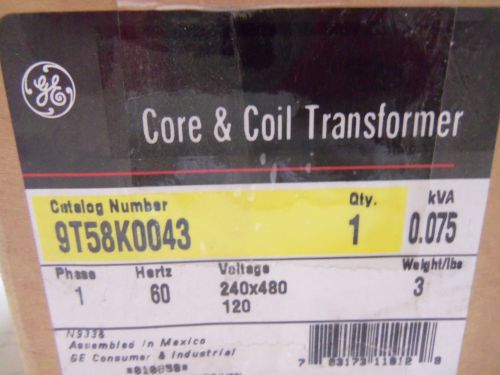 GE
Core & Coil Transformer
Catalog Number Qty. kVA
9T58K0043 1 0.075
Phase Hertz Voltage Weight/lbs
1 60 240x480 3
120
N9336
Assembled in Mexico
GE Consumer & Industrial